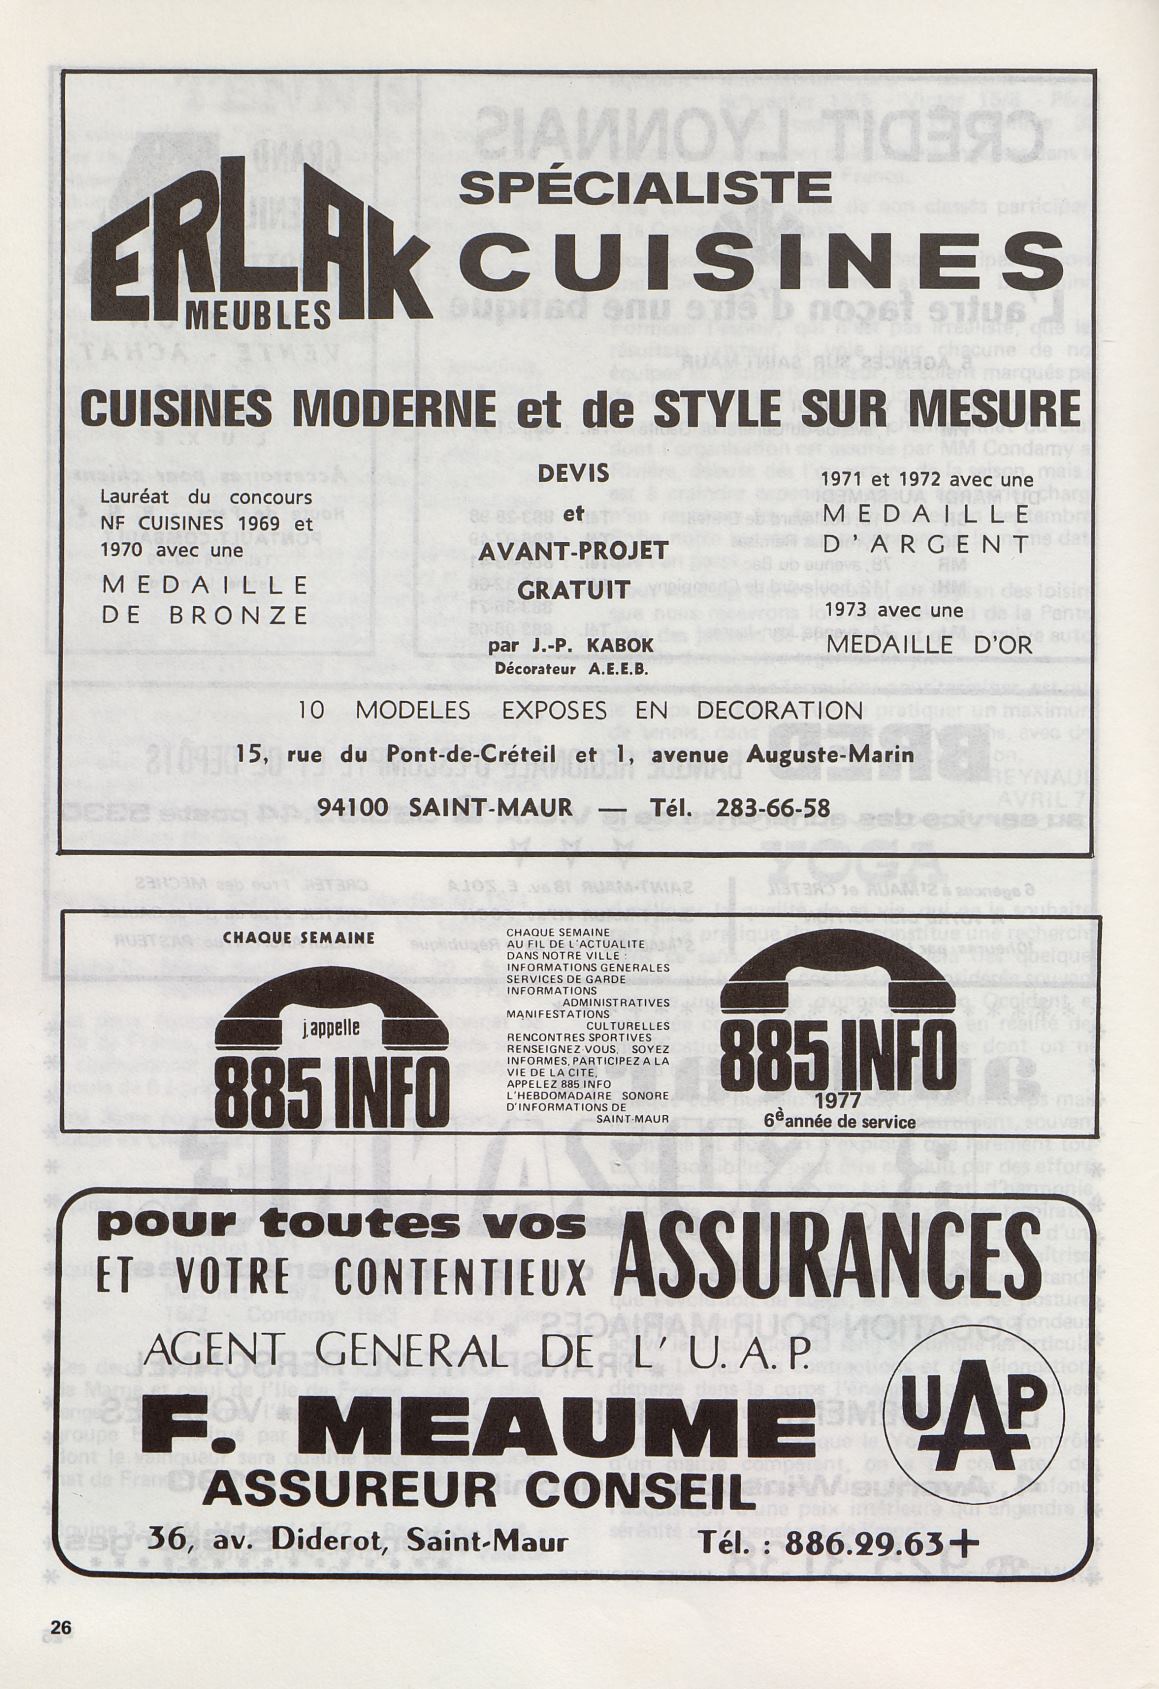 ERLAK
MEUBLES
SPÉCIALISTE
CUISINES
CUISINES MODERNE et de STYLE SUR MESURE
Lauréat du concours
NF CUISINES 1969 et
1970 avec une
MEDAILLE
DE BRONZE
DEVIS
et
AVANT-PROJET
GRATUIT
par J.-P. KABOK
Décorateur A.E.E.B.
1971 et 1972 avec une
MEDAILLE
D'ARGENT
1973 avec une
MEDAILLE D'OR
10 MODELES EXPOSES EN DECORATION
15, rue du Pont-de-Créteil et 1, avenue Auguste-Marin
94100 SAINT-MAUR — Tél. 283-66-58
CHAQUE SEMAINE
j'appelle
885 INFO
CHAQUE SEMAINE
AU FIL DE L'ACTUALITE
DANS NOTRE VILLE :
INFORMATIONS GENERALES
SERVICES DE GARDE
INFORMATIONS
ADMINISTRATIVES
MANIFESTATIONS
CULTURELLES
RENCONTRES SPORTIVES
RENSEIGNEZ-VOUS, SOYEZ
INFORMES, PARTICIPEZ A LA
VIE DE LA CITE,
APPELEZ 885 INFO
L'HEBDOMADAIRE SONORE
D'INFORMATIONS DE
SAINT-MAUR
885 INFO
1977
6è année de service
pour toutes vos ASSURANCES
ET VOTRE CONTENTIEUX
AGENT GENERAL DE L'U.A.P.
F. MEAUME
UAP
ASSUREUR CONSEIL
36, av. Diderot, Saint-Maur Tél. : 886.29.63+
26